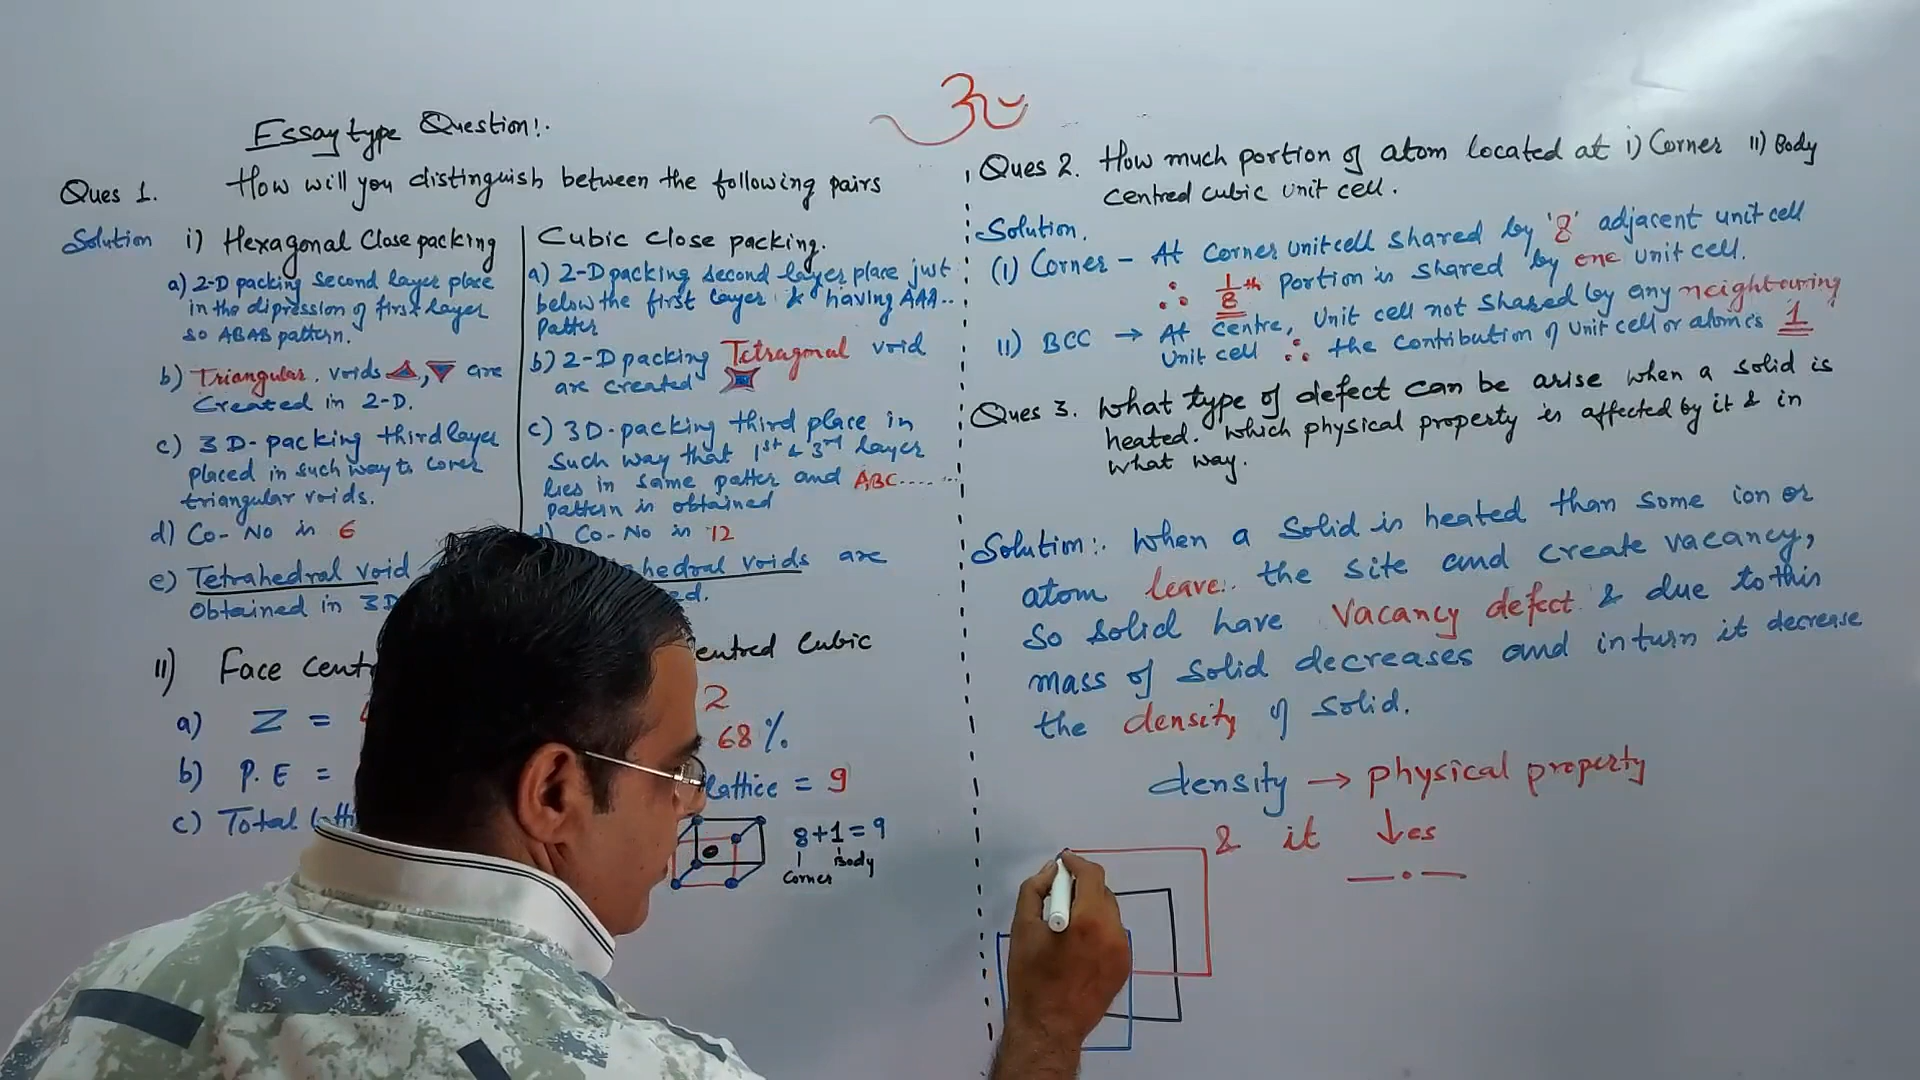 ॐ
Essay type Question:-
Ques 1. How will you distinguish between the following pairs
Solution i) Hexagonal Close packing
a) 2-D packing second layer place
in the dipression of first layer
so ABAB pattern.
b) Triangular voids , are
Created in 2-D.
c) 3D-packing third layer
placed in such way to cover
triangular voids.
d) Co-No is 6
e) Tetrahedral void
Obtained in 3D
Cubic close packing.
a) 2-D packing second layer place just
below the first layer & having AAA..
Patter
b) 2-D packing Tetragonal void
are created
c) 3D-packing third place in
such way that 1st & 3rd layer
lies in same patter and ABC......
pattern is obtained
d) Co-No is 12
hedral voids are
ed.
II) Face cent
entred Cubic
a) Z =
2
b) P.E =
68%
c) Total
lattice = 9
8+1=9
Corner
Body
Ques 2. How much portion of atom located at i) Corner II) Body
Centred cubic unit cell.
Solution.
(I) Corner - At Corner unit cell shared by '8' adjacent unit cell
∴ 1/8 th portion is shared by one unit cell.
II) BCC → At centre, Unit cell not shared by any neightouring
Unit cell ∴ the contribution of unit cell or atom is 1
Ques 3. What type of defect can be arise when a solid is
heated. Which physical property is affected by it & in
what way.
Solution:- When a solid is heated than some ion or
atom leave.. the site and create vacancy,
So solid have Vacancy defect & due to this
mass of solid decreases and in turn it decrease
the density of solid.
density → physical property
& it ↓es